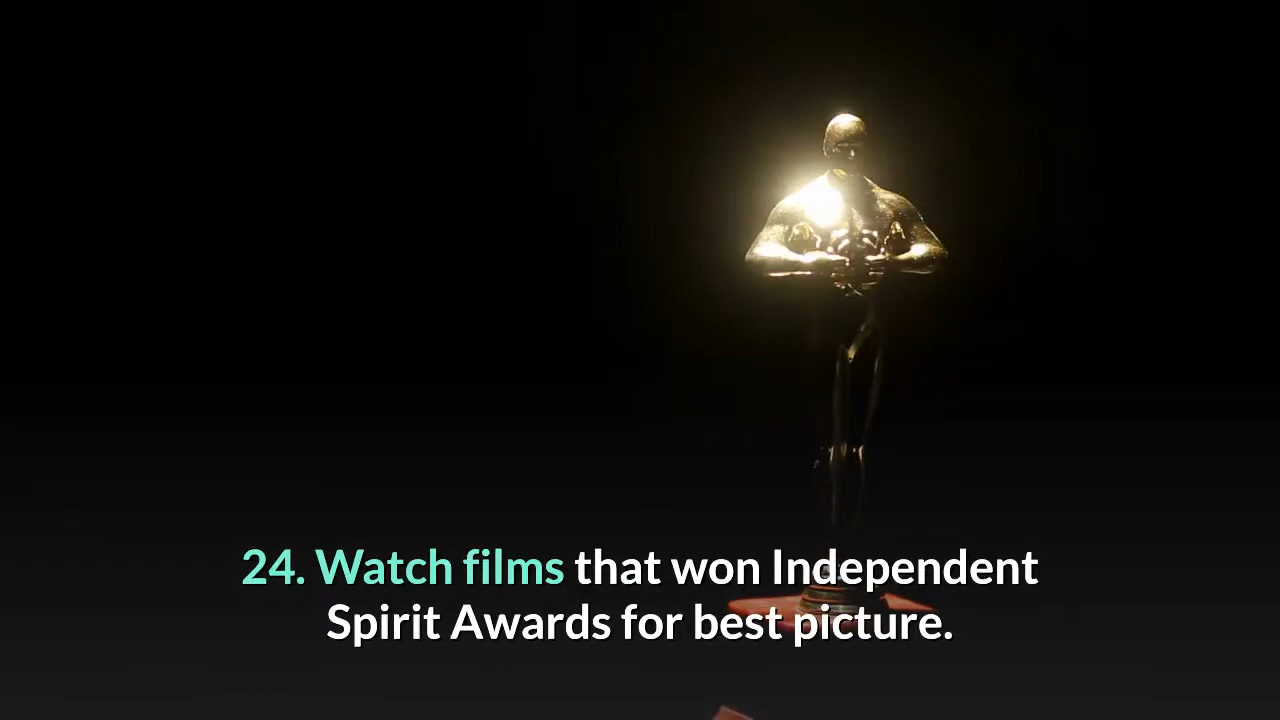 24. Watch films that won Independent
Spirit Awards for best picture.